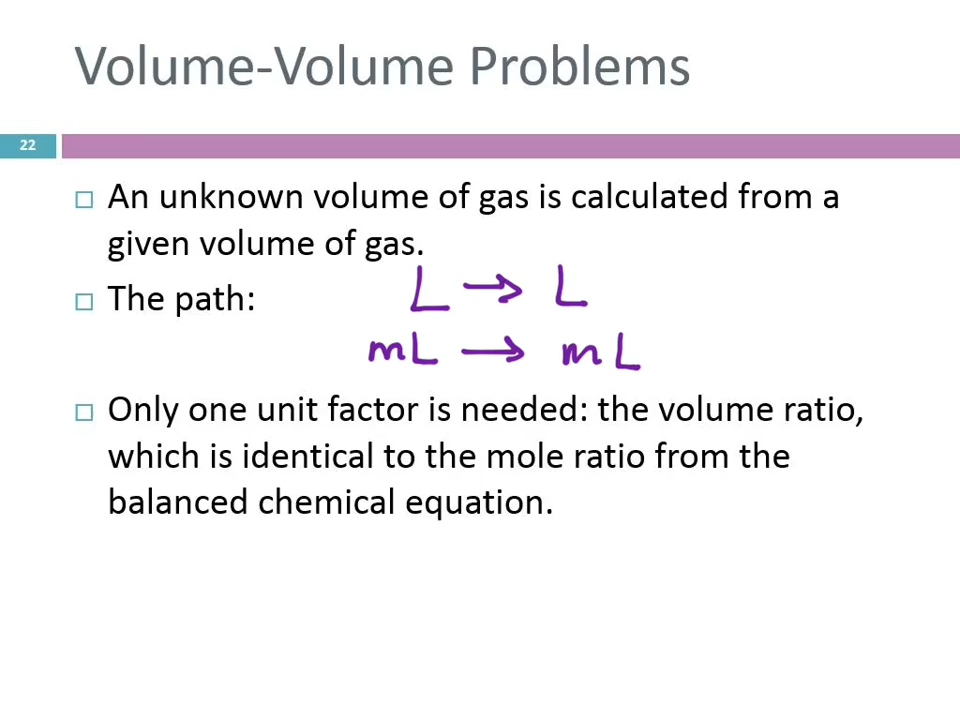 Volume-Volume Problems
22
An unknown volume of gas is calculated from a
given volume of gas.
The path: L → L
mL → mL
Only one unit factor is needed: the volume ratio,
which is identical to the mole ratio from the
balanced chemical equation.